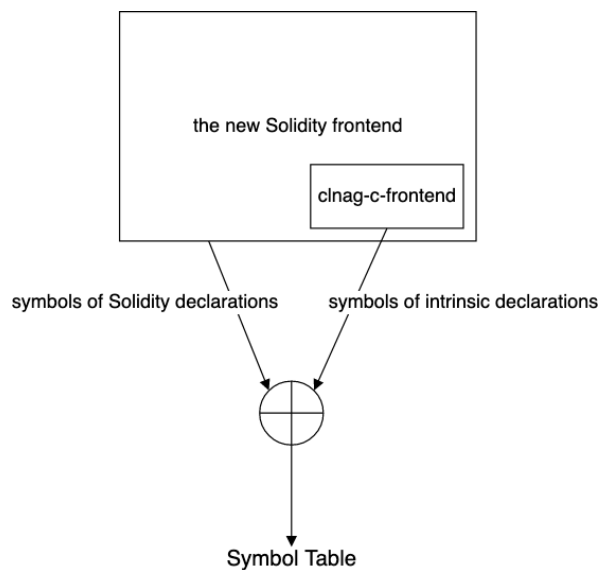 the new Solidity frontend
clnag-c-frontend
symbols of Solidity declarations
symbols of intrinsic declarations
Symbol Table